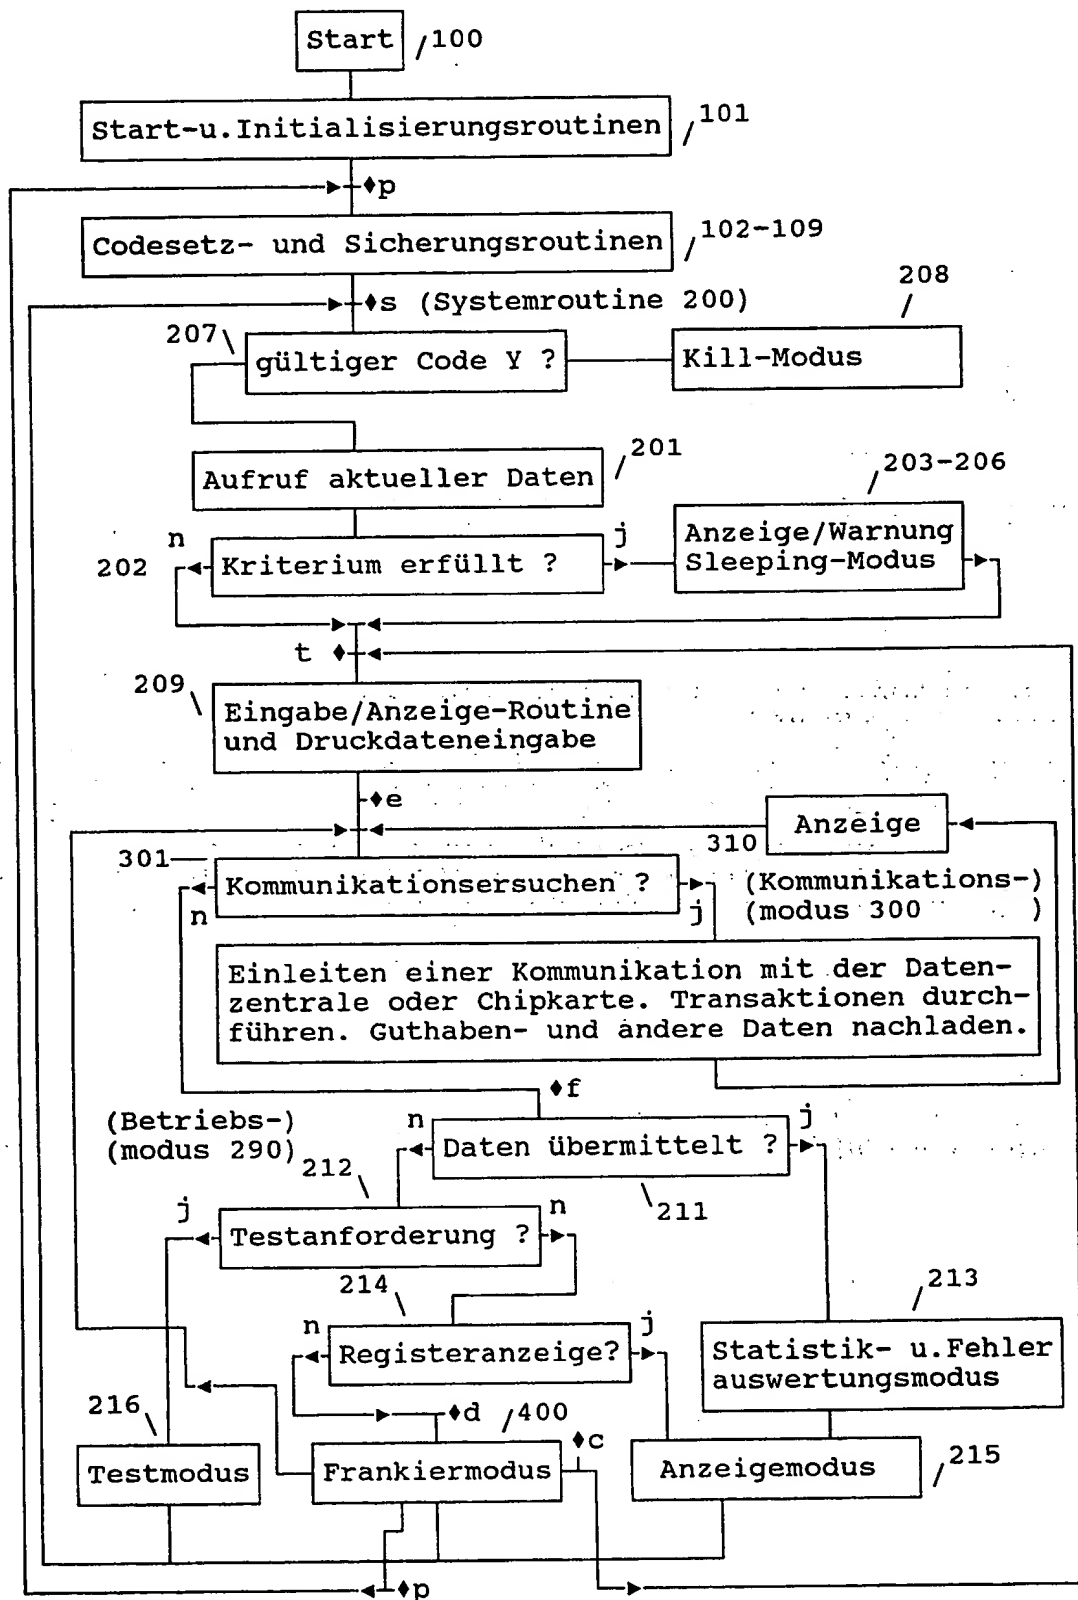 Start
100
Start-u.Initialisierungsroutinen
101
♦p
Codesetz- und Sicherungsroutinen
102-109
♦s (Systemroutine 200)
208
207
gültiger Code Y ?
Kill-Modus
Aufruf aktueller Daten
201
203-206
n
j
202
Kriterium erfüllt ?
Anzeige/Warnung
Sleeping-Modus
t ♦
209
Eingabe/Anzeige-Routine
und Druckdateneingabe
♦e
Anzeige
310
301
Kommunikationsersuchen ?
n
j
(Kommunikations-)
(modus 300 )
Einleiten einer Kommunikation mit der Daten-
zentrale oder Chipkarte. Transaktionen durch-
führen. Guthaben- und andere Daten nachladen.
♦f
(Betriebs-)
(modus 290)
n
Daten übermittelt ?
j
211
212
j
Testanforderung ?
n
214
213
n
Registeranzeige?
j
Statistik- u.Fehler
auswertungsmodus
♦d
400
♦c
216
Testmodus
Frankiermodus
Anzeigemodus
215
♦p